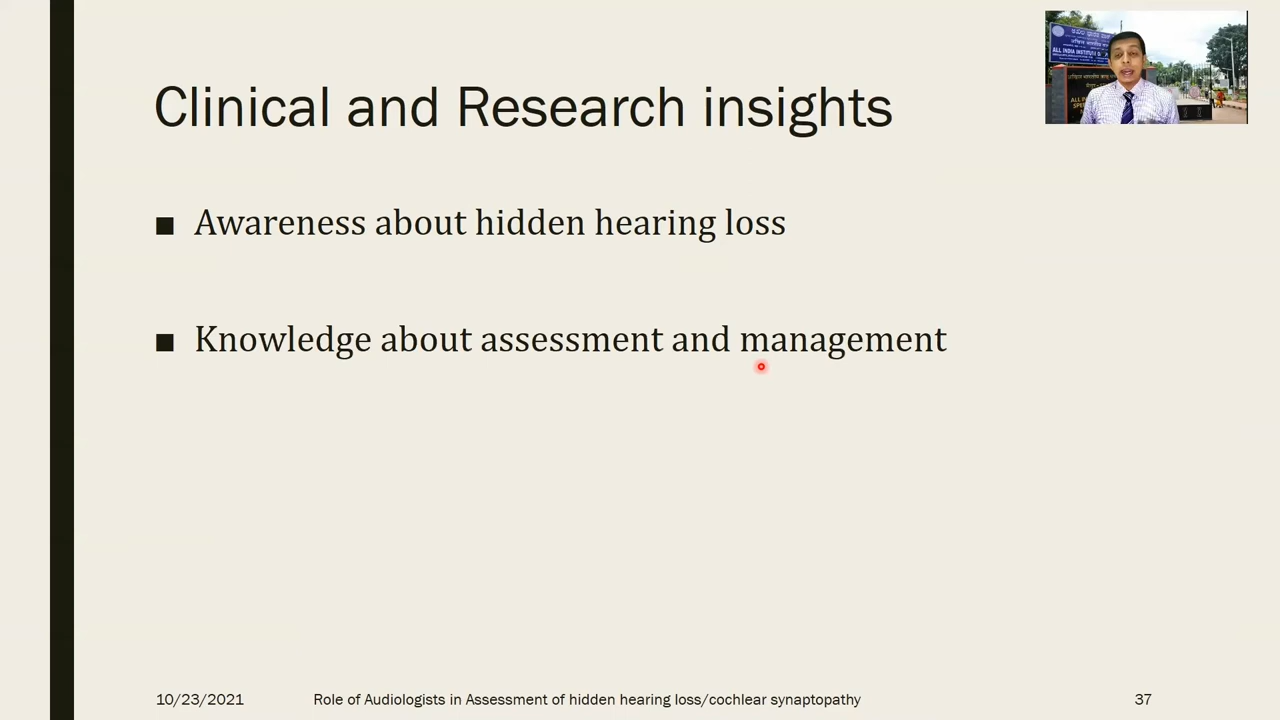 Clinical and Research insights
ALL INDIA INSTITUTE OF
■ Awareness about hidden hearing loss
■ Knowledge about assessment and management
10/23/2021
Role of Audiologists in Assessment of hidden hearing loss/cochlear synaptopathy
37